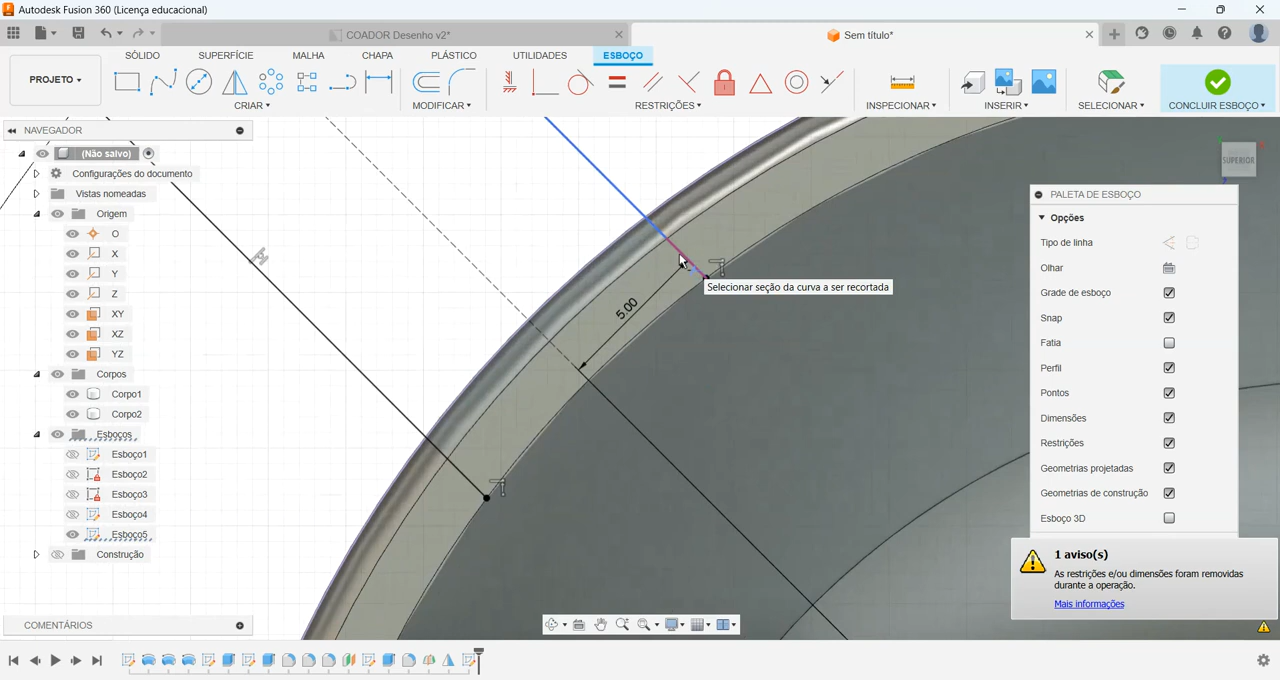 Autodesk Fusion 360 (Licença educacional)
COADOR Desenho v2*
Sem título*
PROJETO
SÓLIDO
SUPERFÍCIE
MALHA
CHAPA
PLÁSTICO
UTILIDADES
ESBOÇO
CRIAR
MODIFICAR
RESTRIÇÕES
INSPECIONAR
INSERIR
SELECIONAR
CONCLUIR ESBOÇO
NAVEGADOR
(Não salvo)
Configurações do documento
Vistas nomeadas
Origem
O
X
Y
Z
XY
XZ
YZ
Corpos
Corpo1
Corpo2
Esboços
Esboço1
Esboço2
Esboço3
Esboço4
Esboço5
Construção
COMENTÁRIOS
5.00
Selecionar seção da curva a ser recortada
SUPERIOR
PALETA DE ESBOÇO
Opções
Tipo de linha
Olhar
Grade de esboço
Snap
Fatia
Perfil
Pontos
Dimensões
Restrições
Geometrias projetadas
Geometrias de construção
Esboço 3D
1 aviso(s)
As restrições e/ou dimensões foram removidas
durante a operação.
Mais informações